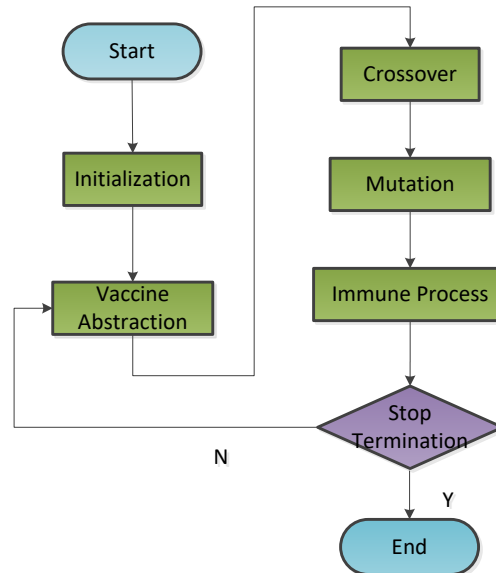 Start
Initialization
Vaccine
Abstraction
Crossover
Mutation
Immune Process
Stop
Termination
N
Y
End